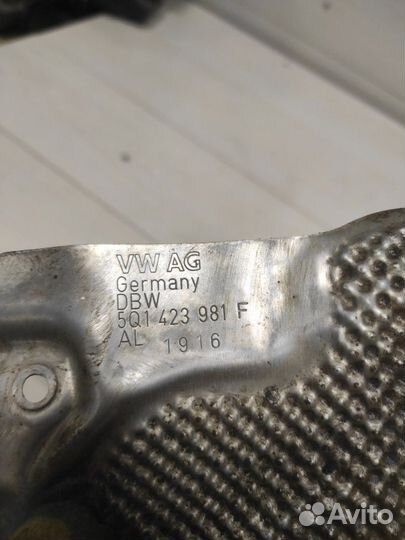 VW AG
Germany
DBW
5Q1 423 981 F
AL 1916
Avito